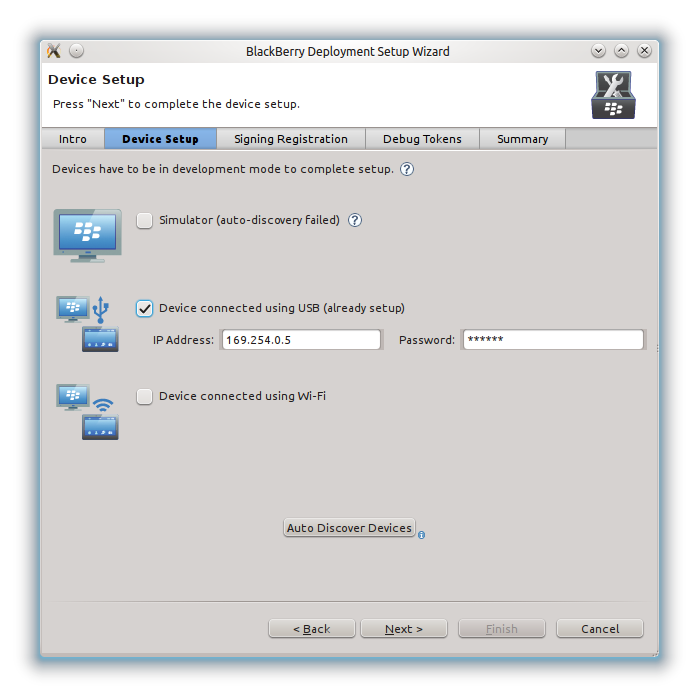 BlackBerry Deployment Setup Wizard
Device Setup
Press "Next" to complete the device setup.
Intro Device Setup Signing Registration Debug Tokens Summary
Devices have to be in development mode to complete setup. ?
Simulator (auto-discovery failed) ?
Device connected using USB (already setup)
IP Address: 169.254.0.5 Password: ******
Device connected using Wi-Fi
Auto Discover Devices i
< Back Next > Finish Cancel